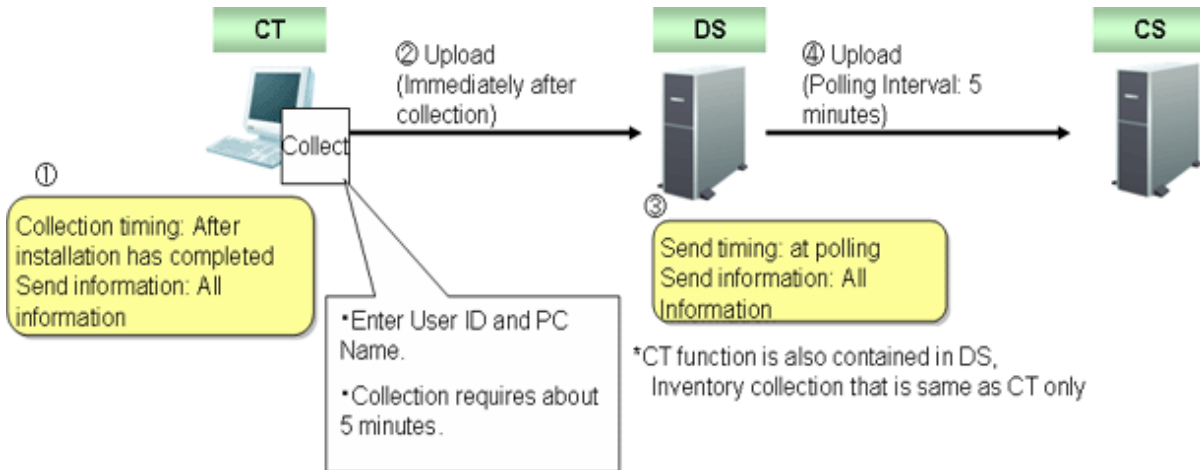 CT
DS
CS
② Upload
(Immediately after
collection)
④ Upload
(Polling Interval: 5
minutes)
Collect
①
Collection timing: After
installation has completed
Send information: All
information
③
Send timing: at polling
Send information: All
Information
•Enter User ID and PC
Name.
•Collection requires about
5 minutes.
*CT function is also contained in DS,
Inventory collection that is same as CT only